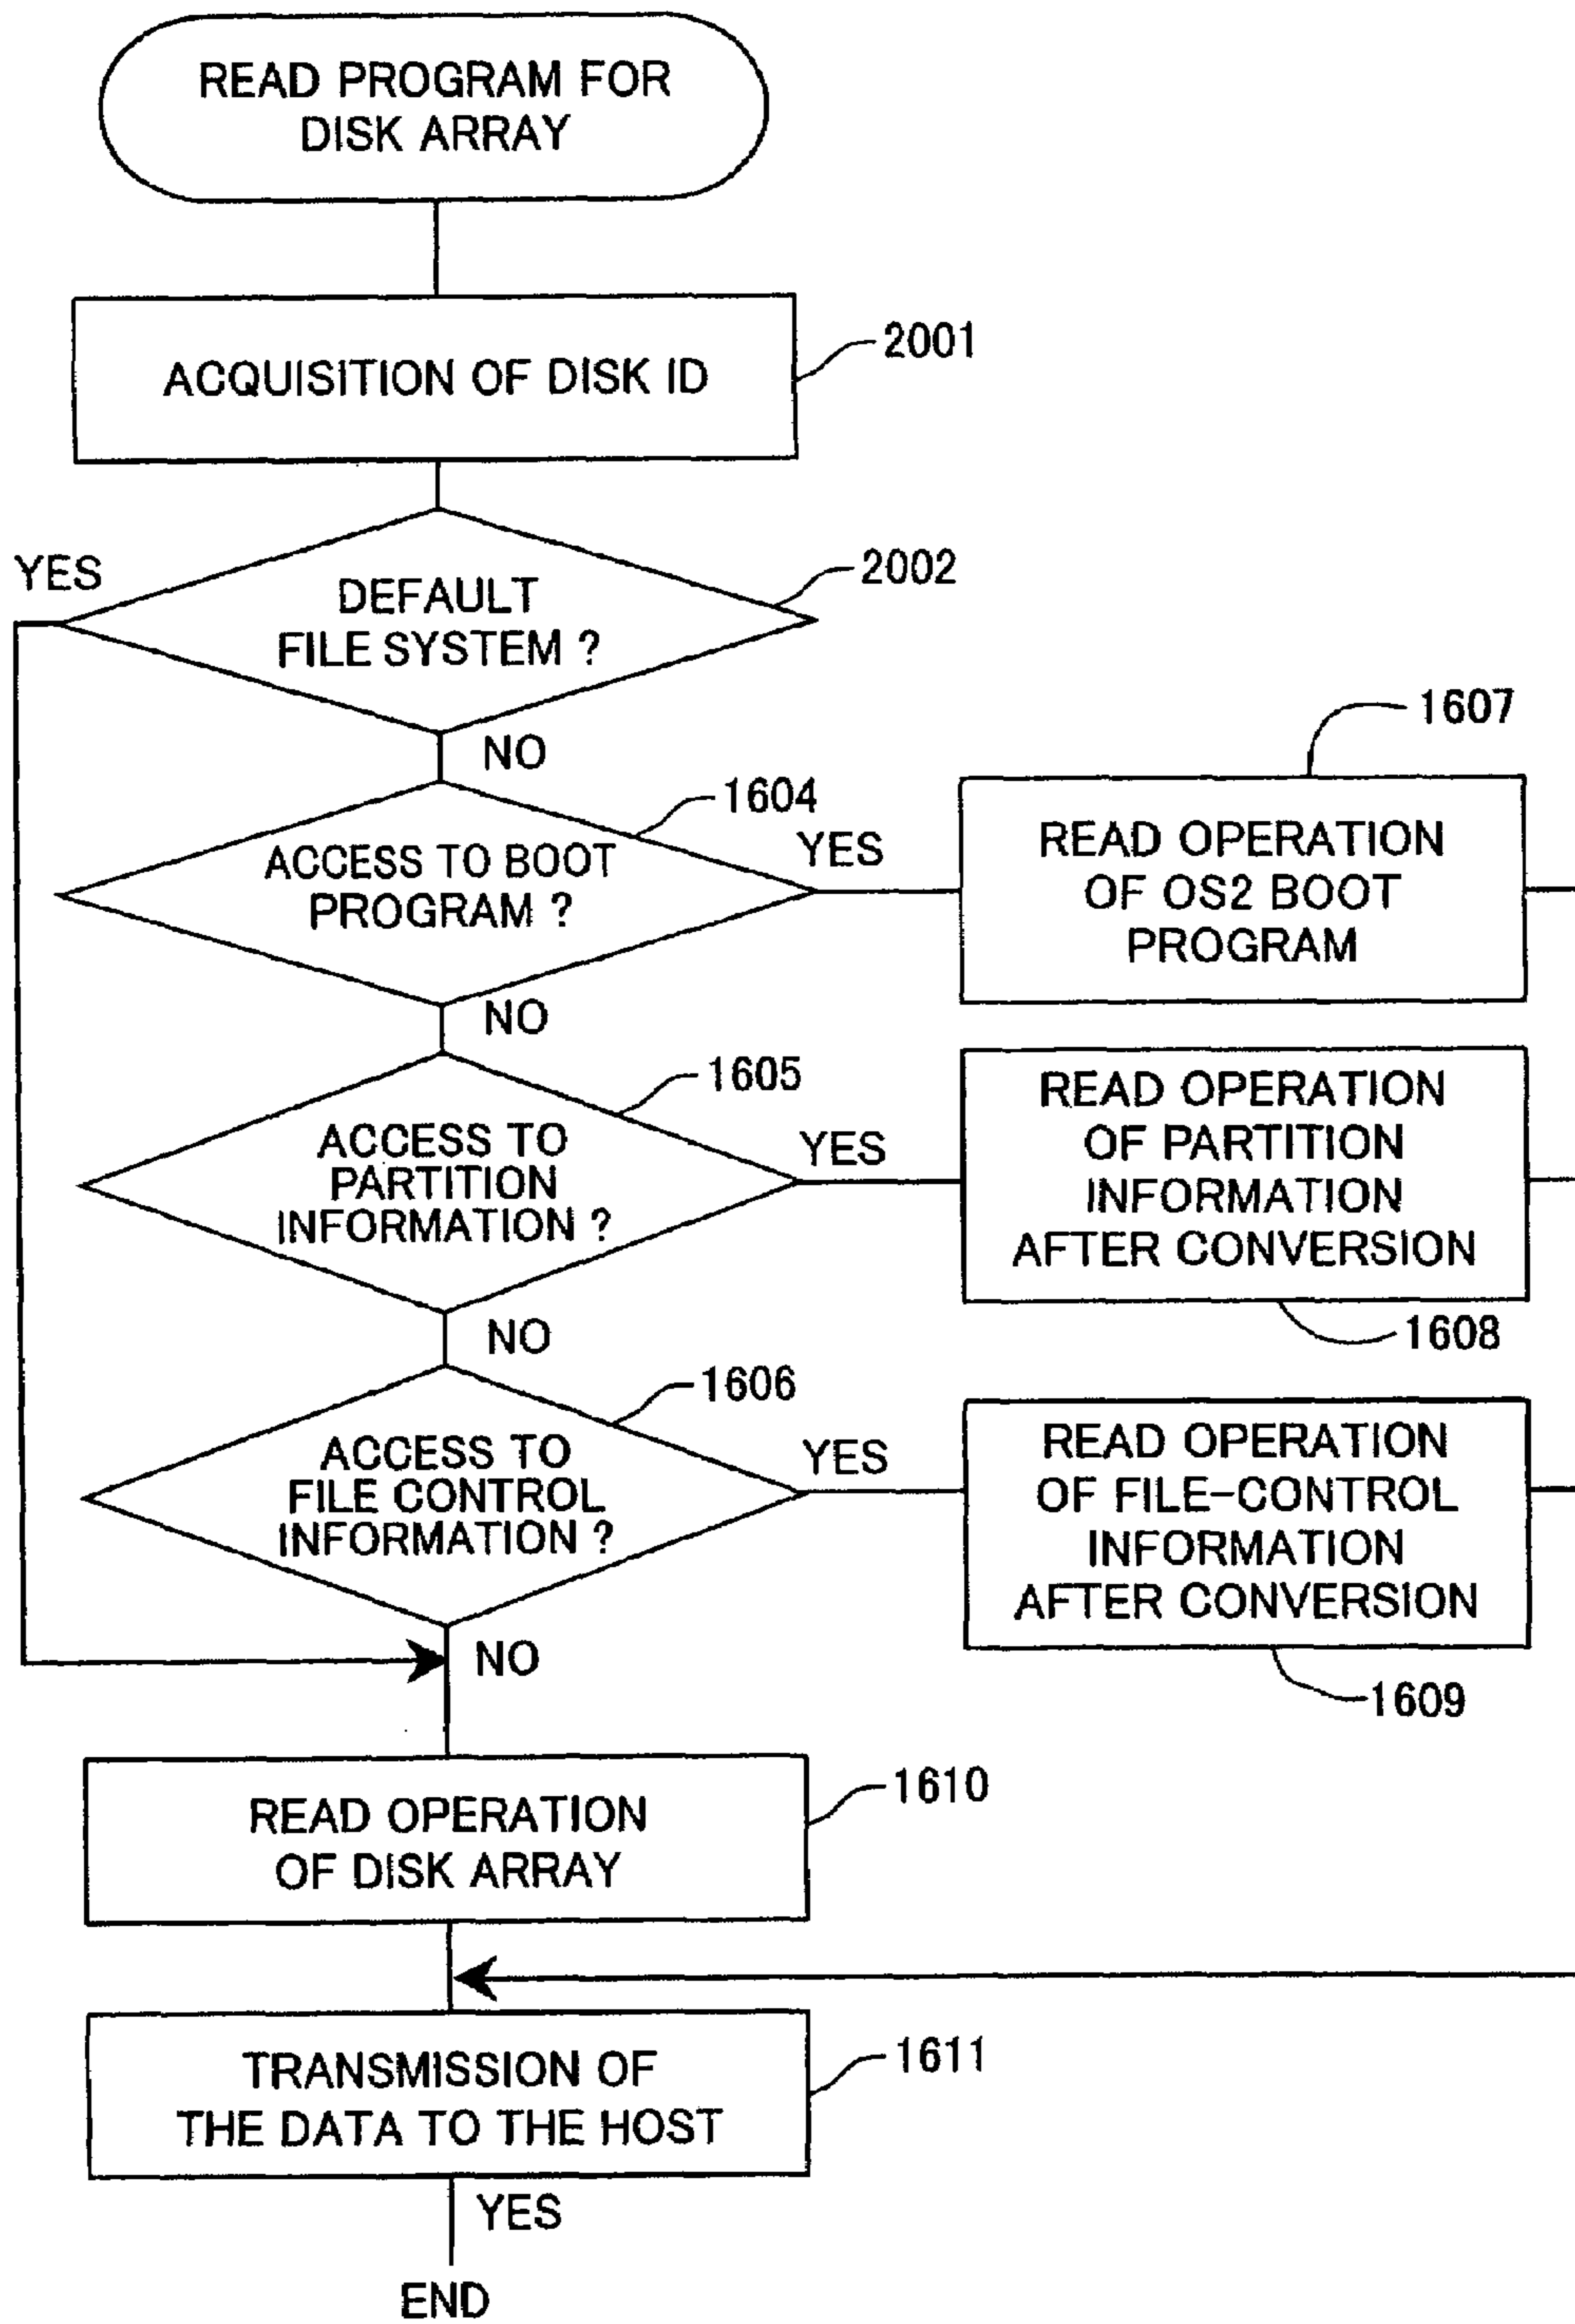 READ PROGRAM FOR
DISK ARRAY
ACQUISITION OF DISK ID
2001
YES
DEFAULT
FILE SYSTEM ?
2002
NO
1604
ACCESS TO BOOT
PROGRAM ?
YES
1607
READ OPERATION
OF OS2 BOOT
PROGRAM
NO
1605
ACCESS TO
PARTITION
INFORMATION ?
YES
READ OPERATION
OF PARTITION
INFORMATION
AFTER CONVERSION
1608
NO
1606
ACCESS TO
FILE CONTROL
INFORMATION ?
YES
READ OPERATION
OF FILE-CONTROL
INFORMATION
AFTER CONVERSION
1609
NO
READ OPERATION
OF DISK ARRAY
1610
TRANSMISSION OF
THE DATA TO THE HOST
1611
YES
END